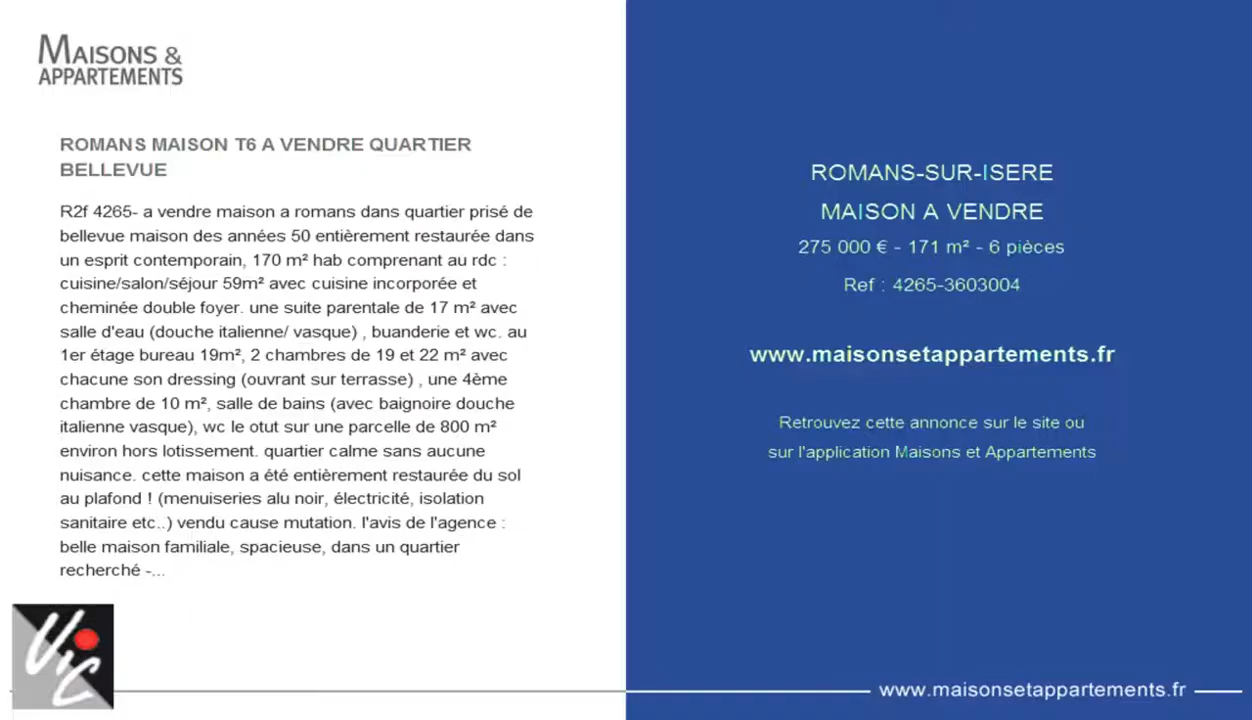 MAISONS &
APPARTEMENTS
ROMANS MAISON T6 A VENDRE QUARTIER
BELLEVUE
R2f 4265- a vendre maison a romans dans quartier prisé de
bellevue maison des années 50 entièrement restaurée dans
un esprit contemporain, 170 m² hab comprenant au rdc :
cuisine/salon/séjour 59m² avec cuisine incorporée et
cheminée double foyer. une suite parentale de 17 m² avec
salle d'eau (douche italienne/ vasque) , buanderie et wc. au
1er étage bureau 19m², 2 chambres de 19 et 22 m² avec
chacune son dressing (ouvrant sur terrasse) , une 4ème
chambre de 10 m², salle de bains (avec baignoire douche
italienne vasque), wc le otut sur une parcelle de 800 m²
environ hors lotissement. quartier calme sans aucune
nuisance. cette maison a été entièrement restaurée du sol
au plafond ! (menuiseries alu noir, électricité, isolation
sanitaire etc..) vendu cause mutation. l'avis de l'agence :
belle maison familiale, spacieuse, dans un quartier
recherché -...
Vic
ROMANS-SUR-ISERE
MAISON A VENDRE
275 000 € - 171 m² - 6 pièces
Ref : 4265-3603004
www.maisonsetappartements.fr
Retrouvez cette annonce sur le site ou
sur l'application Maisons et Appartements
www.maisonsetappartements.fr